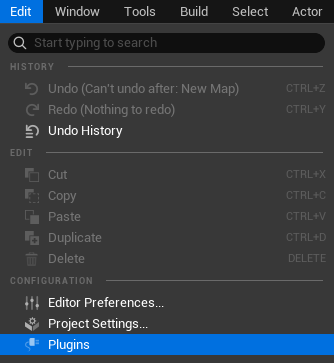 Edit Window Tools Build Select Actor
Start typing to search
HISTORY
Undo (Can't undo after: New Map) CTRL+Z
Redo (Nothing to redo) CTRL+Y
Undo History
EDIT
Cut CTRL+X
Copy CTRL+C
Paste CTRL+V
Duplicate CTRL+D
Delete DELETE
CONFIGURATION
Editor Preferences...
Project Settings...
Plugins